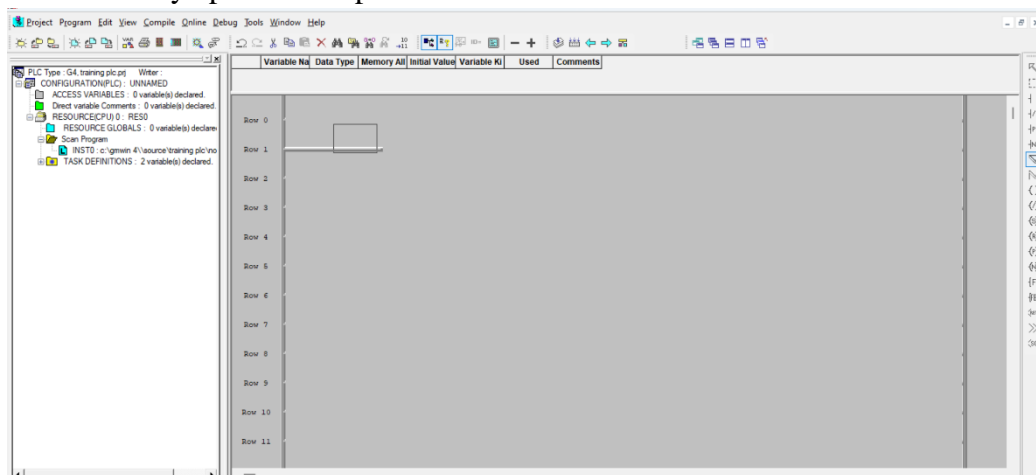 Project Program Edit View Compile Online Debug Tools Window Help
Variable Na Data Type Memory All Initial Value Variable Ki Used Comments
PLC Type : G4, training plc.prj Writer :
CONFIGURATION(PLC) : UNNAMED
ACCESS VARIABLES : 0 variable(s) declared.
Direct variable Comments : 0 variable(s) declared.
RESOURCE(CPU) 0 : RES0
RESOURCE GLOBALS : 0 variable(s) declare
Scan Program
INST0 : c:\gmwin 4\\source\training plc\no
TASK DEFINITIONS : 2 variable(s) declared.
Row 0
Row 1
Row 2
Row 3
Row 4
Row 5
Row 6
Row 7
Row 8
Row 9
Row 10
Row 11